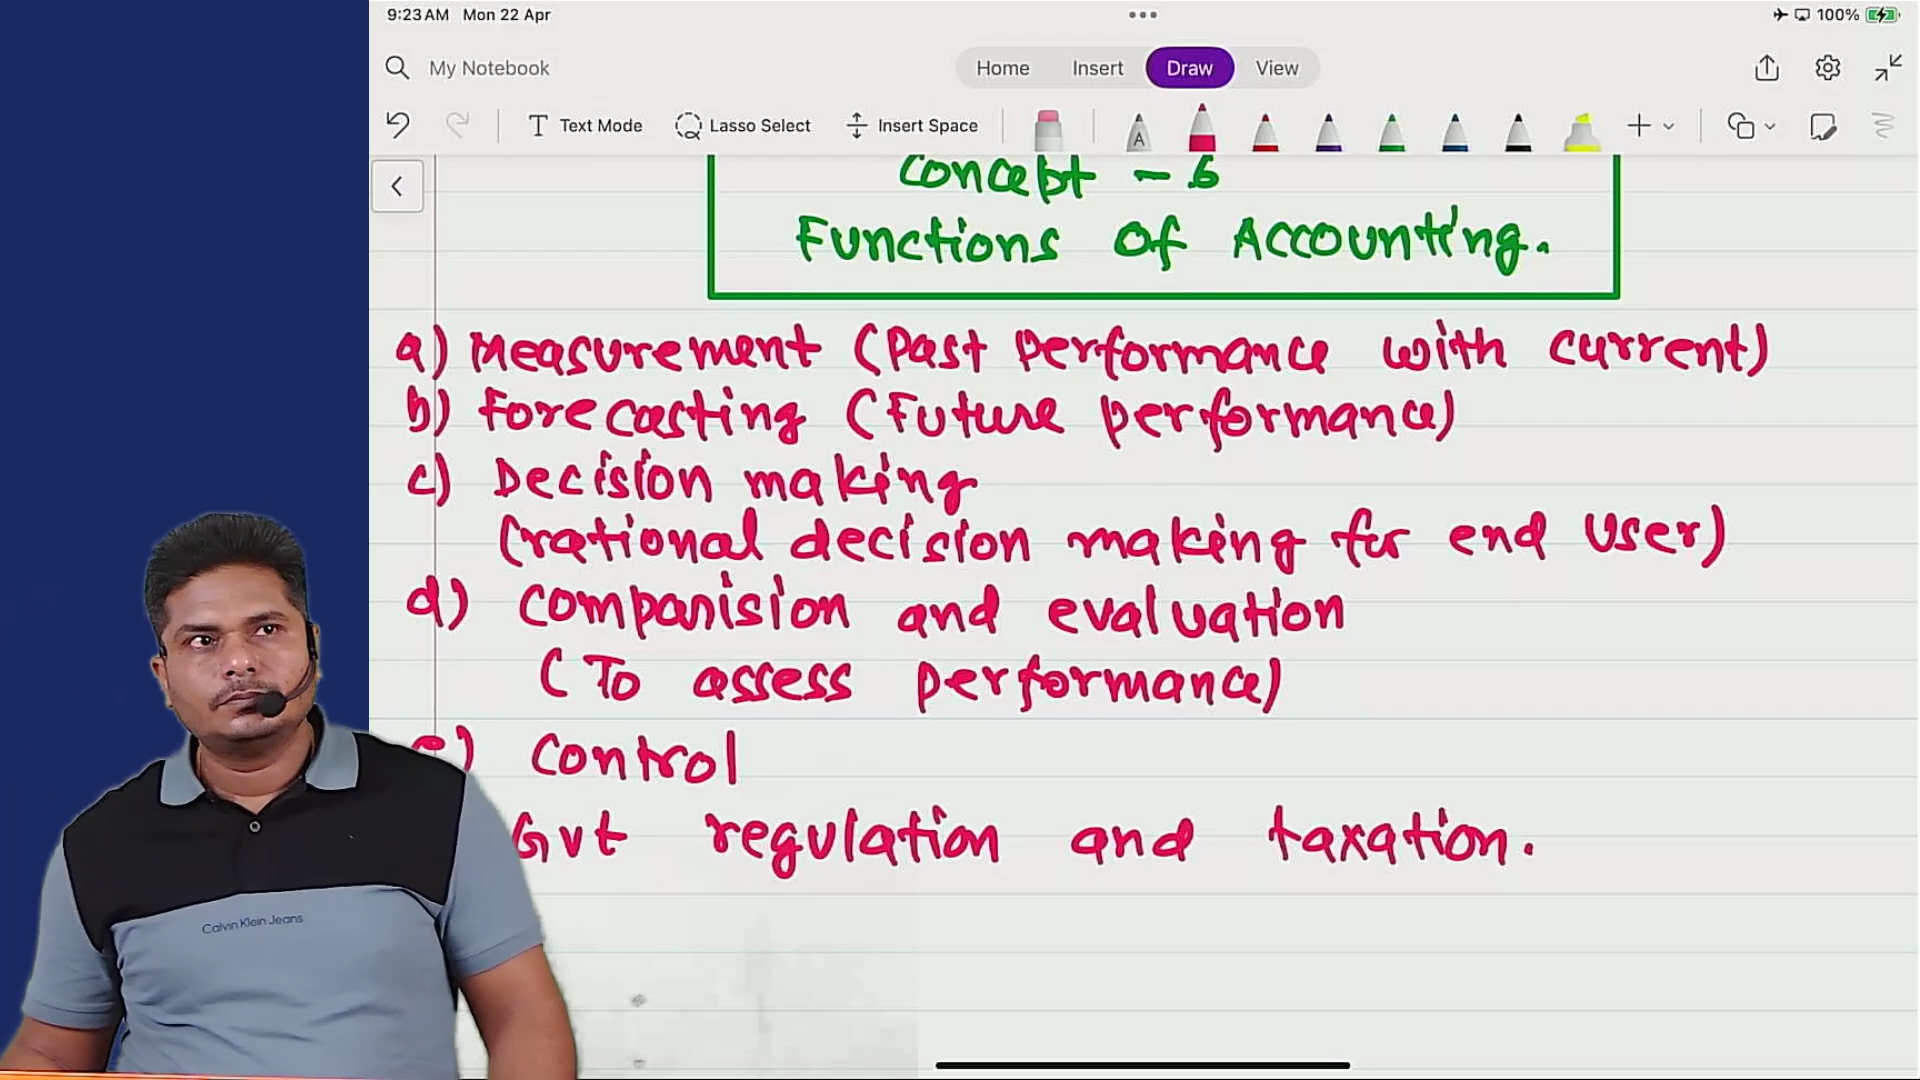 9:23 AM Mon 22 Apr
100%
My Notebook
Home Insert Draw View
Text Mode Lasso Select Insert Space
A
Concept - 6
Functions of Accounting.
a) Measurement (Past performance with current)
b) Forecasting (Future performance)
c) Decision making
(rational decision making for end user)
d) Comparision and evaluation
(To assess performance)
e) Control
Gvt regulation and taxation.
Calvin Klein Jeans